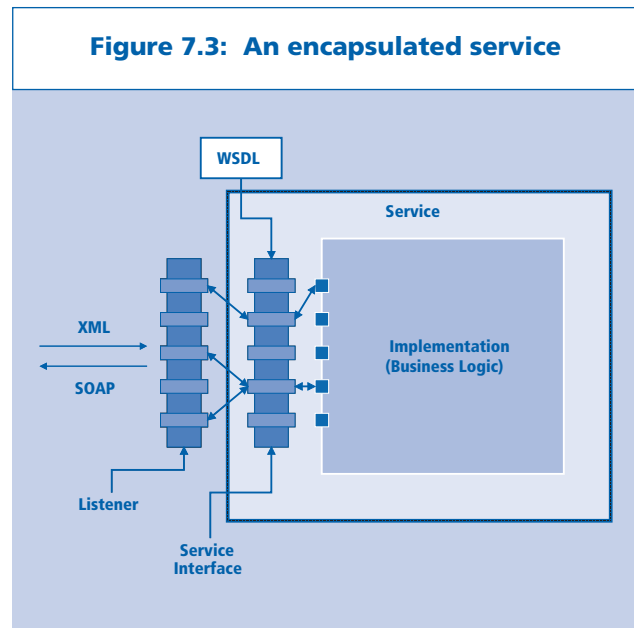 Figure 7.3: An encapsulated service
WSDL
Service
XML
SOAP
Implementation
(Business Logic)
Listener
Service
Interface